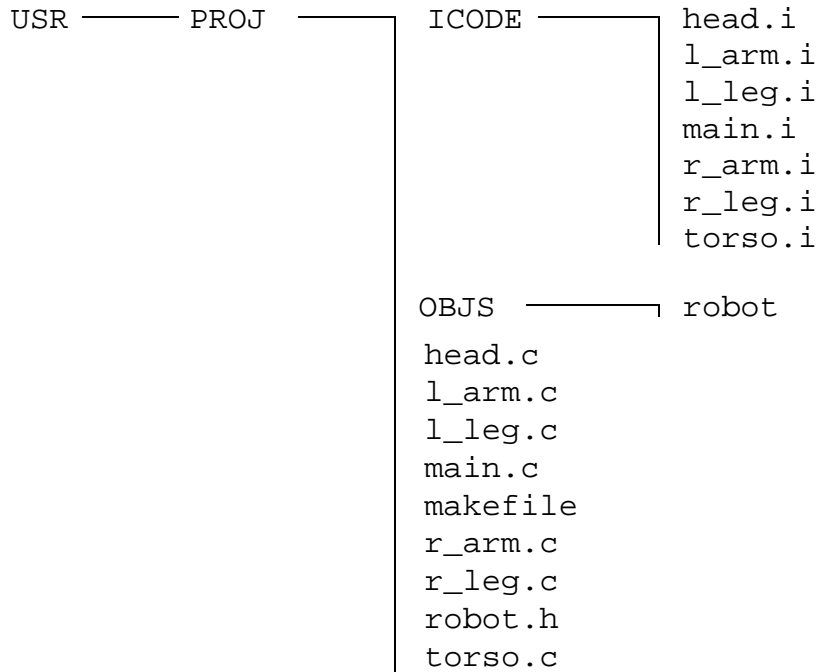 USR PROJ ICODE head.i
l_arm.i
l_leg.i
main.i
r_arm.i
r_leg.i
torso.i
OBJS robot
head.c
l_arm.c
l_leg.c
main.c
makefile
r_arm.c
r_leg.c
robot.h
torso.c